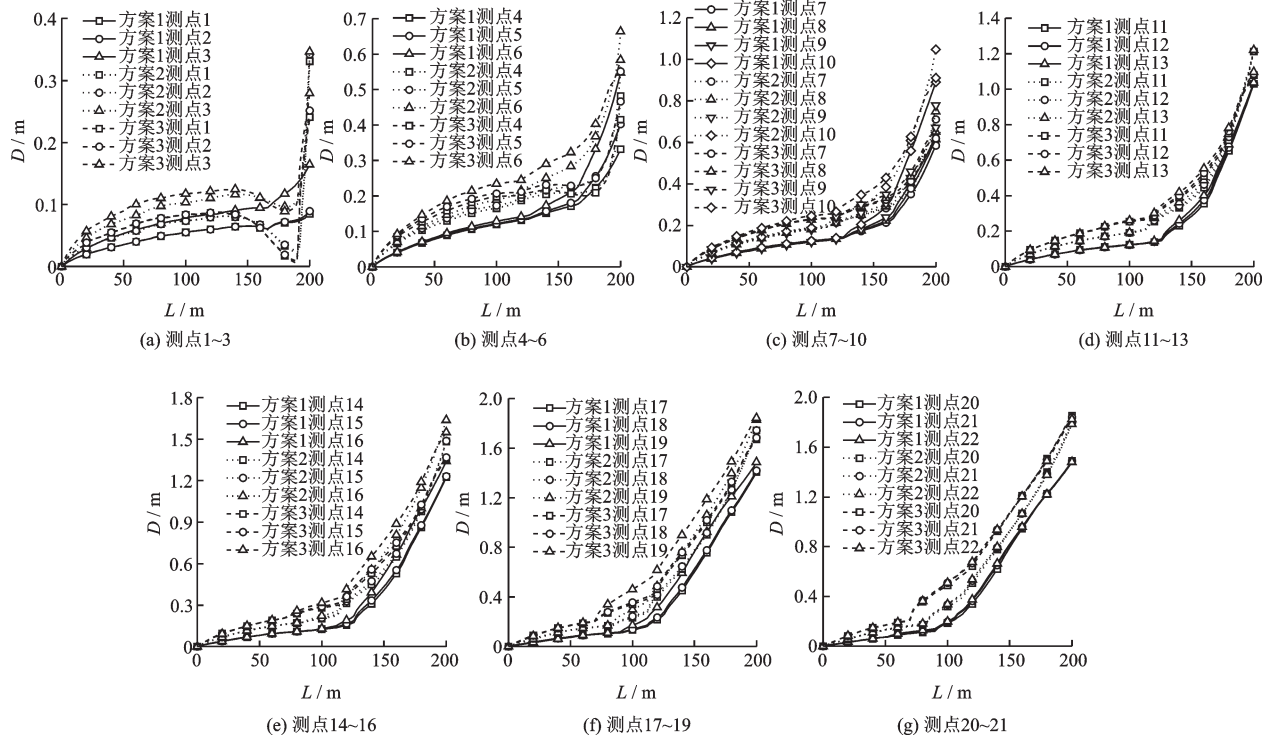 0.4
0.3
0.2
0.1
0
0
50
100
150
200
D / m
L / m
方案1测点1
方案1测点2
方案1测点3
方案2测点1
方案2测点2
方案2测点3
方案3测点1
方案3测点2
方案3测点3
(a) 测点1~3
0.7
0.6
0.5
0.4
0.3
0.2
0.1
0
0
50
100
150
200
D / m
L / m
方案1测点4
方案1测点5
方案1测点6
方案2测点4
方案2测点5
方案2测点6
方案3测点4
方案3测点5
方案3测点6
(b) 测点4~6
1.2
1.0
0.8
0.6
0.4
0.2
0
0
50
100
150
200
D / m
L / m
方案1测点7
方案1测点8
方案1测点9
方案1测点10
方案2测点7
方案2测点8
方案2测点9
方案2测点10
方案3测点7
方案3测点8
方案3测点9
方案3测点10
(c) 测点7~10
1.4
1.2
1.0
0.8
0.6
0.4
0.2
0
0
50
100
150
200
D / m
L / m
方案1测点11
方案1测点12
方案1测点13
方案2测点11
方案2测点12
方案2测点13
方案3测点11
方案3测点12
方案3测点13
(d) 测点11~13
1.8
1.5
1.2
0.9
0.6
0.3
0
0
50
100
150
200
D / m
L / m
方案1测点14
方案1测点15
方案1测点16
方案2测点14
方案2测点15
方案2测点16
方案3测点14
方案3测点15
方案3测点16
(e) 测点14~16
2.0
1.6
1.2
0.8
0.4
0
0
50
100
150
200
D / m
L / m
方案1测点17
方案1测点18
方案1测点19
方案2测点17
方案2测点18
方案2测点19
方案3测点17
方案3测点18
方案3测点19
(f) 测点17~19
2.0
1.6
1.2
0.8
0.4
0
0
50
100
150
200
D / m
L / m
方案1测点20
方案1测点21
方案1测点22
方案2测点20
方案2测点21
方案2测点22
方案3测点20
方案3测点21
方案3测点22
(g) 测点20~21